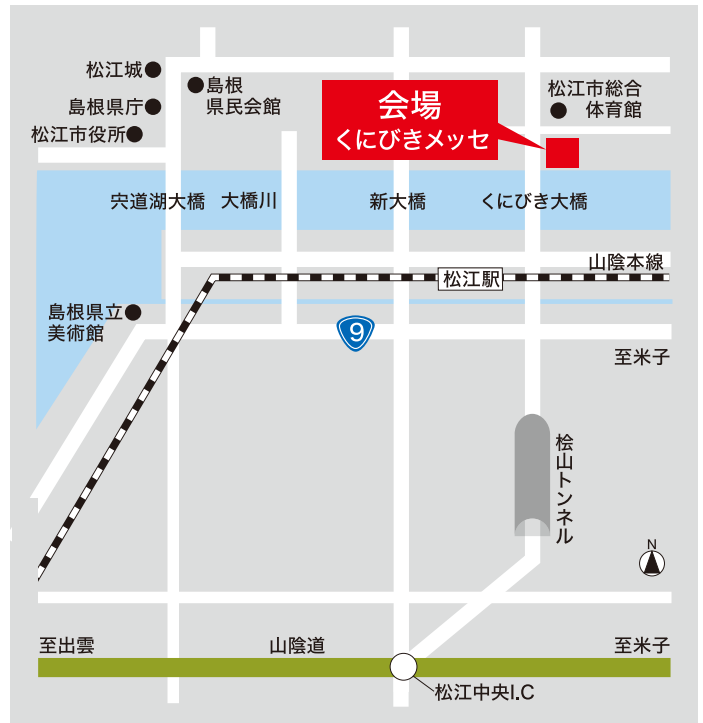 松江城
島根県庁
松江市役所
島根
県民会館
会場
くにびきメッセ
松江市総合
体育館
宍道湖大橋
大橋川
新大橋
くにびき大橋
山陰本線
松江駅
島根県立
美術館
9
至米子
桧山トンネル
N
至出雲
山陰道
至米子
松江中央I.C